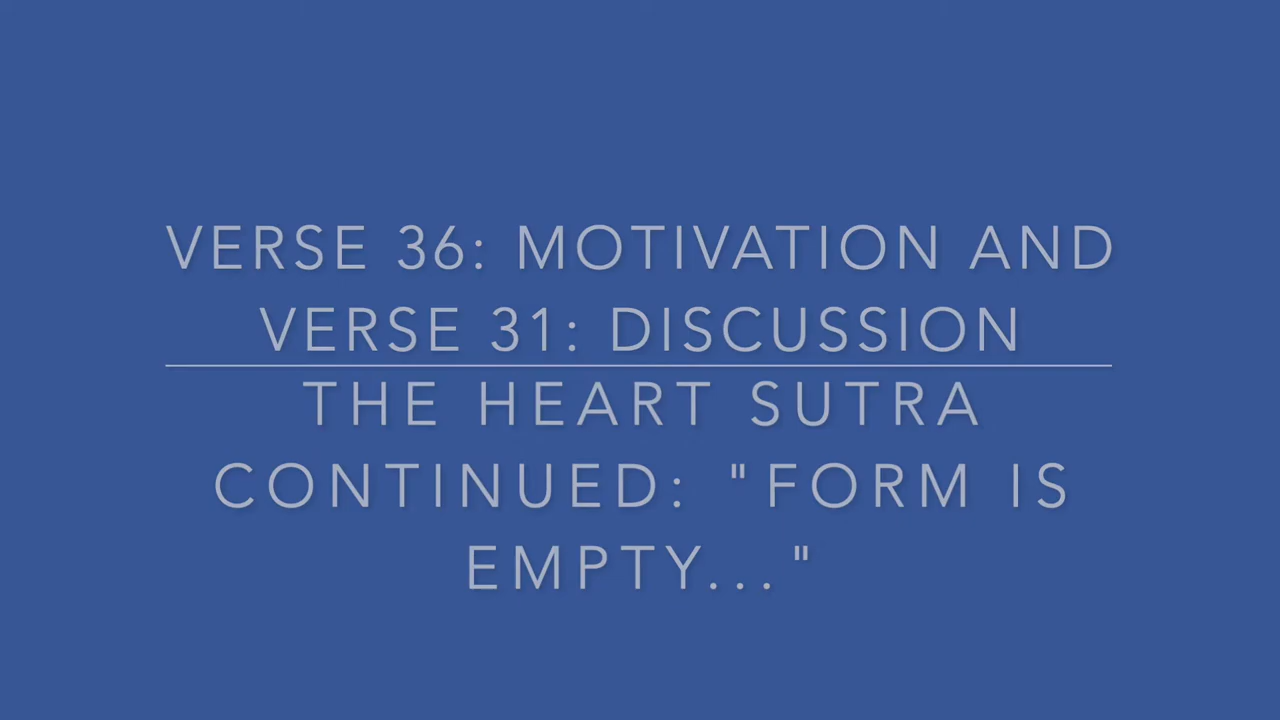 VERSE 36: MOTIVATION AND
VERSE 31: DISCUSSION
THE HEART SUTRA
CONTINUED: "FORM IS
EMPTY..."